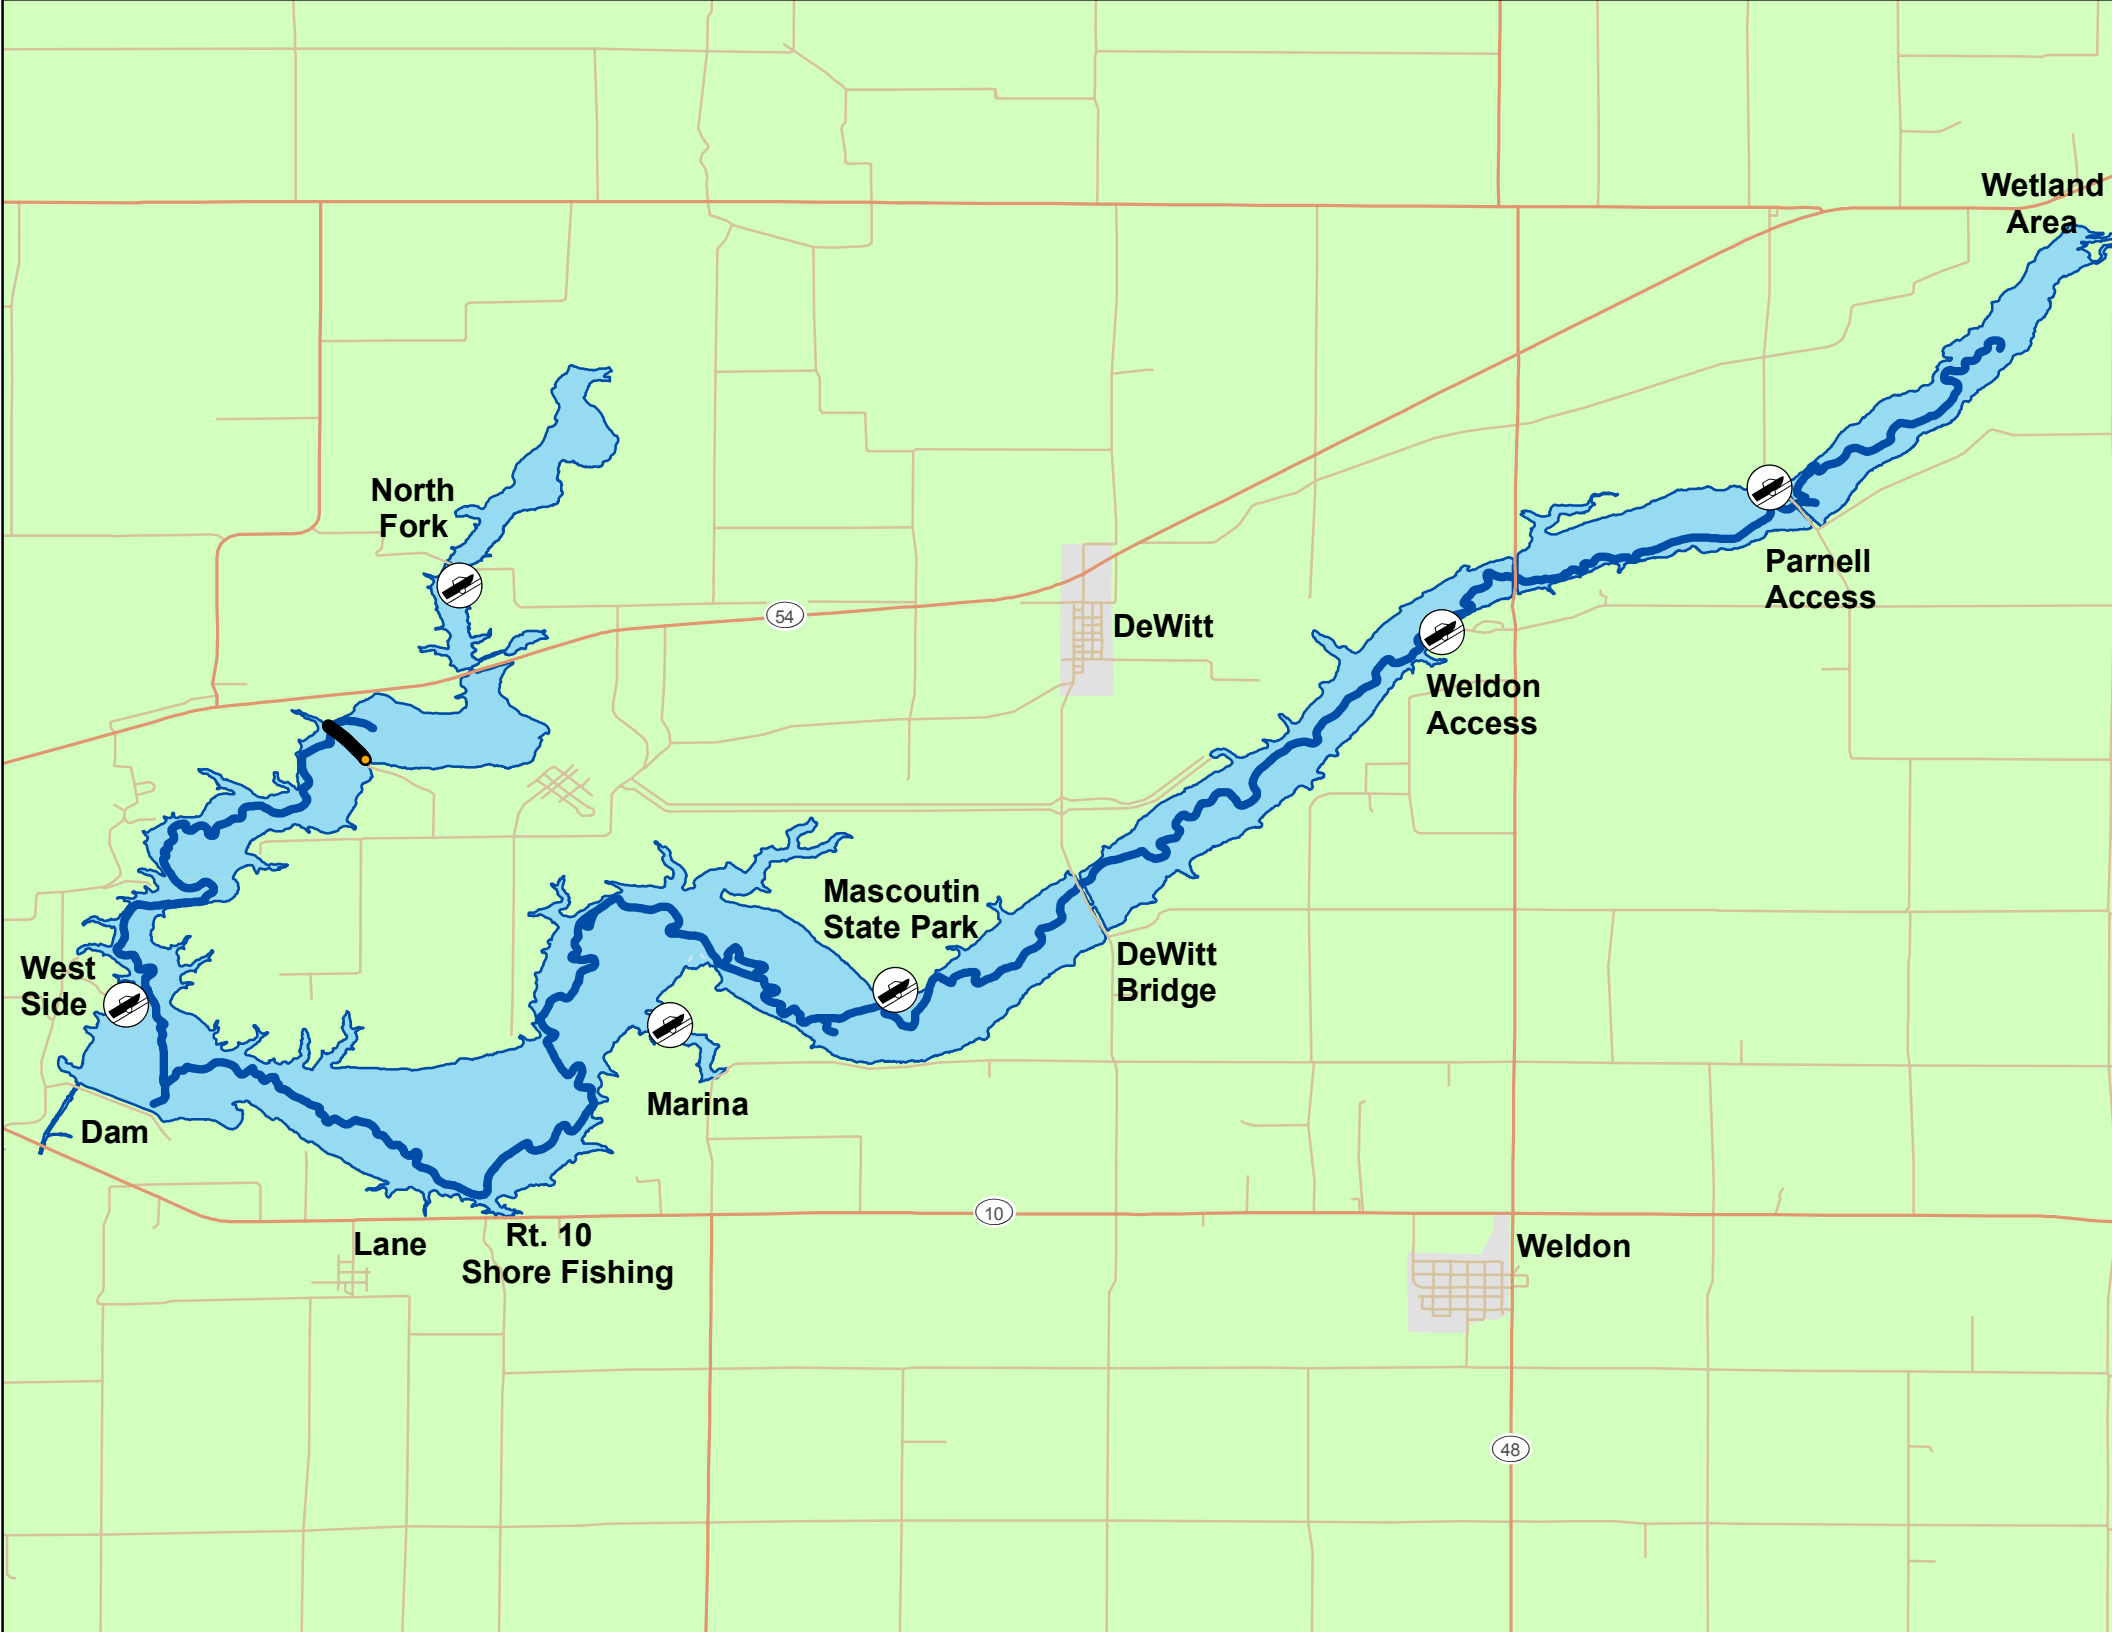 Wetland
Area
North
Fork
Parnell
Access
54
DeWitt
Weldon
Access
Mascoutin
State Park
DeWitt
Bridge
West
Side
Marina
Dam
10
Rt. 10
Shore Fishing
Lane
Weldon
48